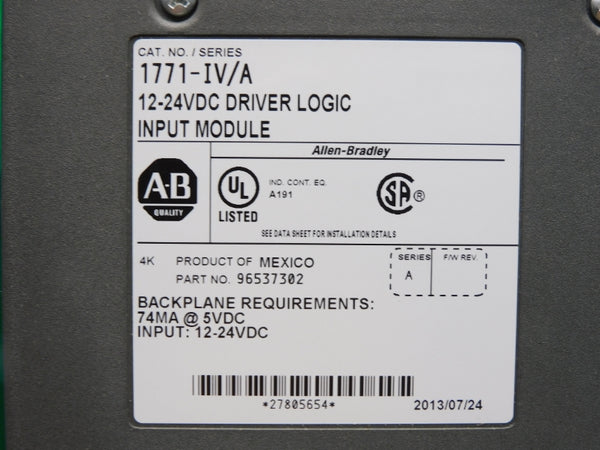 CAT. NO. / SERIES
1771-IV/A
12-24VDC DRIVER LOGIC
INPUT MODULE
Allen-Bradley
A·B
QUALITY
UL
LISTED
IND. CONT. EQ.
A191
SA ®
SEE DATA SHEET FOR INSTALLATION DETAILS
4K PRODUCT OF MEXICO
PART NO. 96537302
SERIES F/W REV.
A
BACKPLANE REQUIREMENTS:
74MA @ 5VDC
INPUT: 12-24VDC
*27805654*
2013/07/24